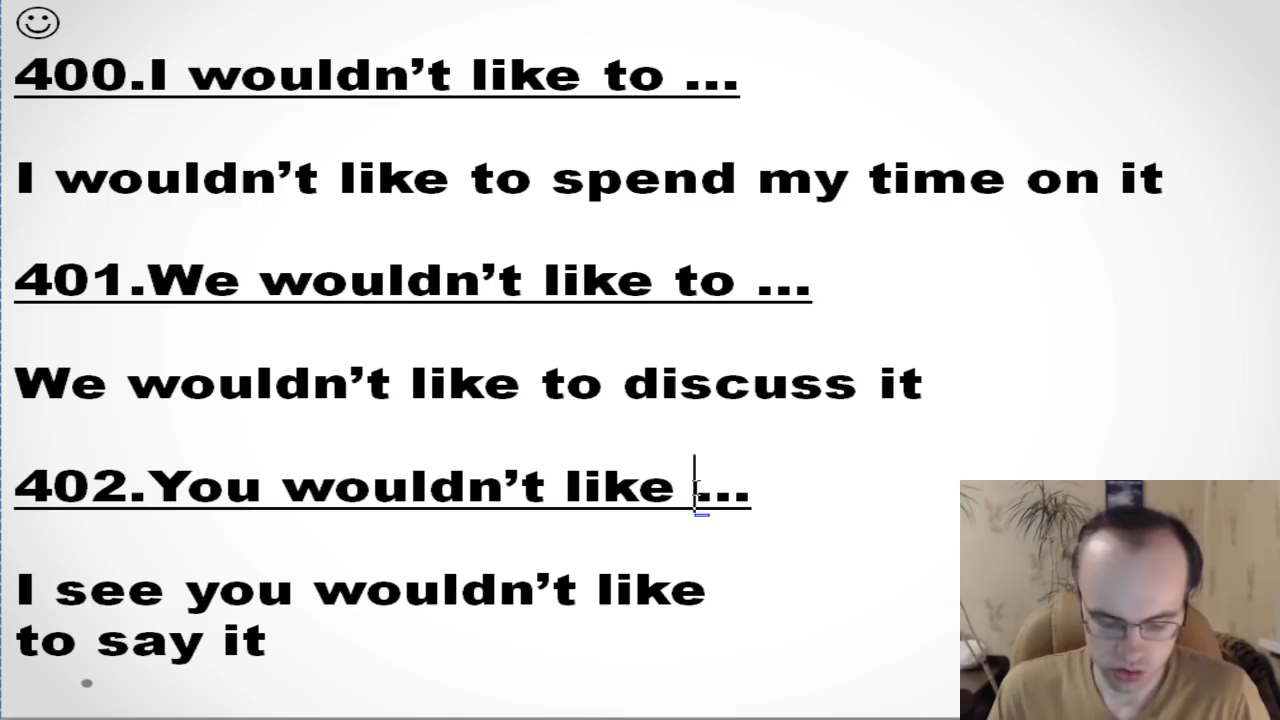 400.I wouldn’t like to ...
I wouldn’t like to spend my time on it
401.We wouldn’t like to ...
We wouldn’t like to discuss it
402.You wouldn’t like ...
I see you wouldn’t like
to say it